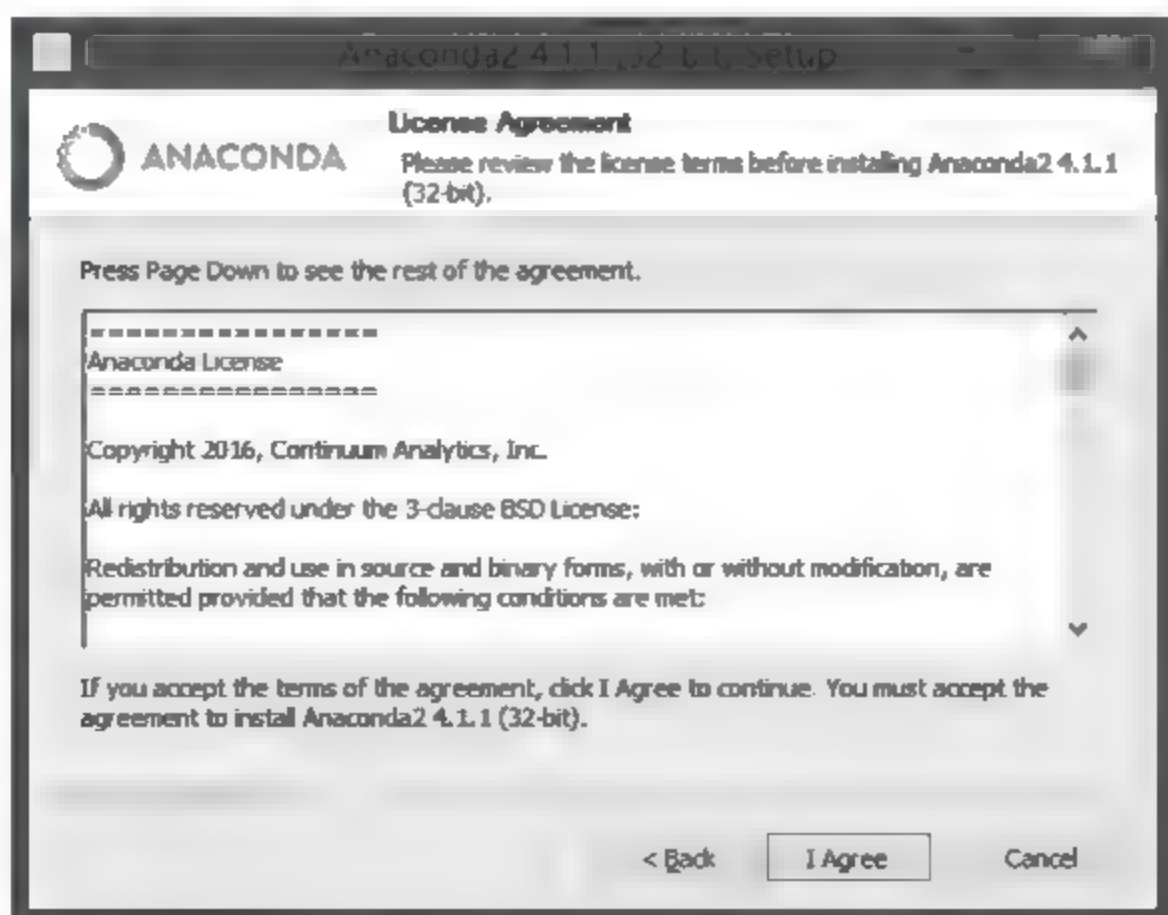 Anaconda2 4.1.1 (32-bit) Setup
ANACONDA
License Agreement
Please review the license terms before installing Anaconda2 4.1.1
(32-bit).
Press Page Down to see the rest of the agreement.
================
Anaconda License
================
Copyright 2016, Continuum Analytics, Inc.
All rights reserved under the 3-clause BSD License:
Redistribution and use in source and binary forms, with or without modification, are
permitted provided that the following conditions are met:
If you accept the terms of the agreement, click I Agree to continue. You must accept the
agreement to install Anaconda2 4.1.1 (32-bit).
< Back
I Agree
Cancel